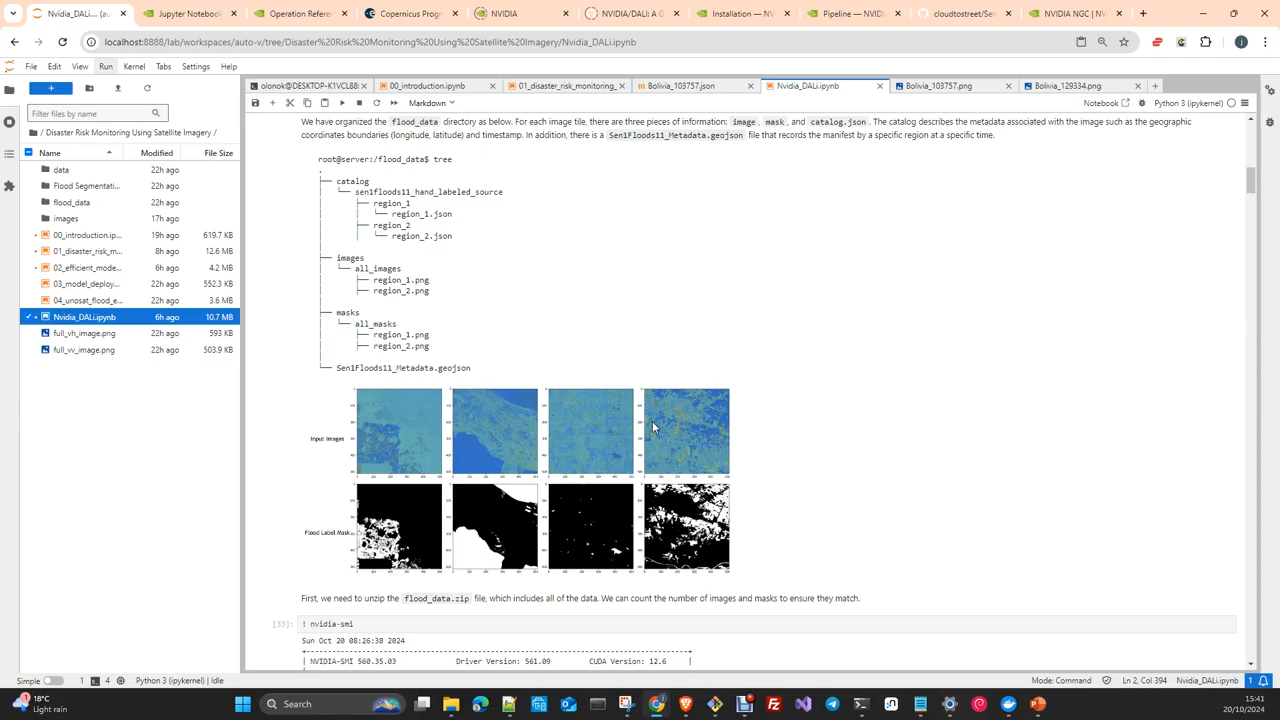 Nvidia_DALi... (au
Jupyter Notebook
Operation Refere
Copernicus Prog
NVIDIA
NVIDIA/DALI: A G
Installation — NV
Pipeline — NVIDIA
cloudtostreet/Sen
NVIDIA NGC | NV
localhost:8888/lab/workspaces/auto-v/tree/Disaster%20Risk%20Monitoring%20Using%20Satellite%20Imagery/Nvidia_DALi.ipynb
File Edit View Run Kernel Tabs Settings Help
olonok@DESKTOP-K1VCL88:
00_introduction.ipynb
01_disaster_risk_monitoring_
Bolivia_103757.json
Nvidia_DALi.ipynb
Bolivia_103757.png
Bolivia_129334.png
Markdown
Notebook
Python 3 (ipykernel)
Filter files by name
/ Disaster Risk Monitoring Using Satellite Imagery /
Name Modified File Size
data 22h ago
Flood Segmentati... 22h ago
flood_data 22h ago
images 17h ago
00_introduction.ip... 19h ago 619.7 KB
01_disaster_risk_m... 8h ago 12.6 MB
02_efficient_mode... 6h ago 4.2 MB
03_model_deploy... 22h ago 552.3 KB
04_unosat_flood_e... 22h ago 3.6 MB
Nvidia_DALi.ipynb 6h ago 10.7 MB
full_vh_image.png 22h ago 593 KB
full_vv_image.png 22h ago 503.9 KB
We have organized the flood_data directory as below. For each image tile, there are three pieces of information: image, mask, and catalog.json. The catalog describes the metadata associated with the image such as the geographic
coordinates boundaries (longitude, latitude) and timestamp. In addition, there is a Sen1Floods11_Metadata.geojson file that records the manifest by a specific region at a specific time.
root@server:/flood_data$ tree
.
├── catalog
│ └── sen1floods11_hand_labeled_source
│ ├── region_1
│ │ └── region_1.json
│ ├── region_2
│ └── region_2.json
├── images
│ └── all_images
│ ├── region_1.png
│ ├── region_2.png
├── masks
│ └── all_masks
│ ├── region_1.png
│ ├── region_2.png
└── Sen1Floods11_Metadata.geojson
Input Images
Flood Label Mask
First, we need to unzip the flood_data.zip file, which includes all of the data. We can count the number of images and masks to ensure they match.
[33]: ! nvidia-smi
Sun Oct 20 08:26:38 2024
| NVIDIA-SMI 560.35.03 Driver Version: 561.09 CUDA Version: 12.6 |
Simple 1 4 Python 3 (ipykernel) | Idle
Mode: Command Ln 2, Col 394 Nvidia_DALi.ipynb 1
18°C
Light rain
Search
15:41
20/10/2024